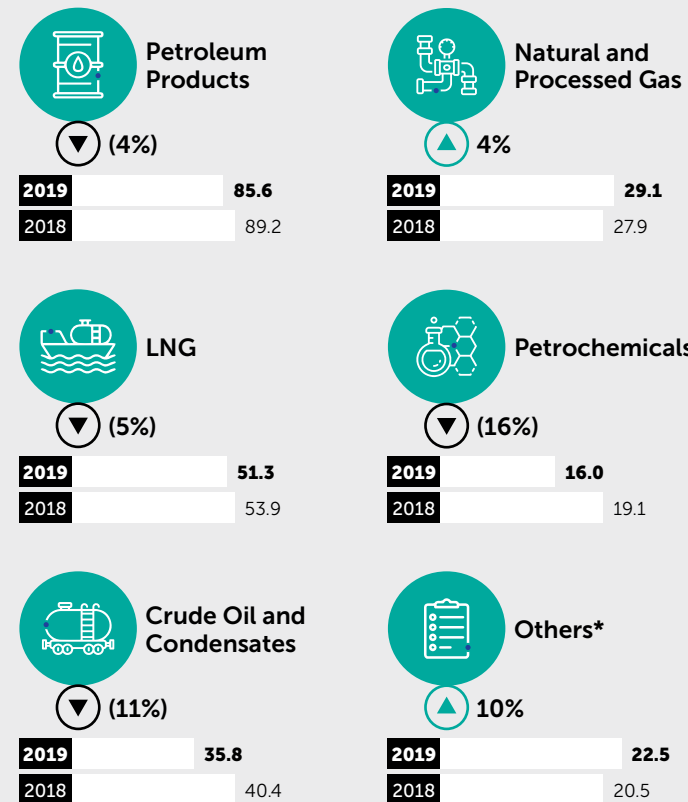 Petroleum
Products
(4%)
2019 85.6
2018 89.2
Natural and
Processed Gas
4%
2019 29.1
2018 27.9
LNG
(5%)
2019 51.3
2018 53.9
Petrochemicals
(16%)
2019 16.0
2018 19.1
Crude Oil and
Condensates
(11%)
2019 35.8
2018 40.4
Others*
10%
2019 22.5
2018 20.5